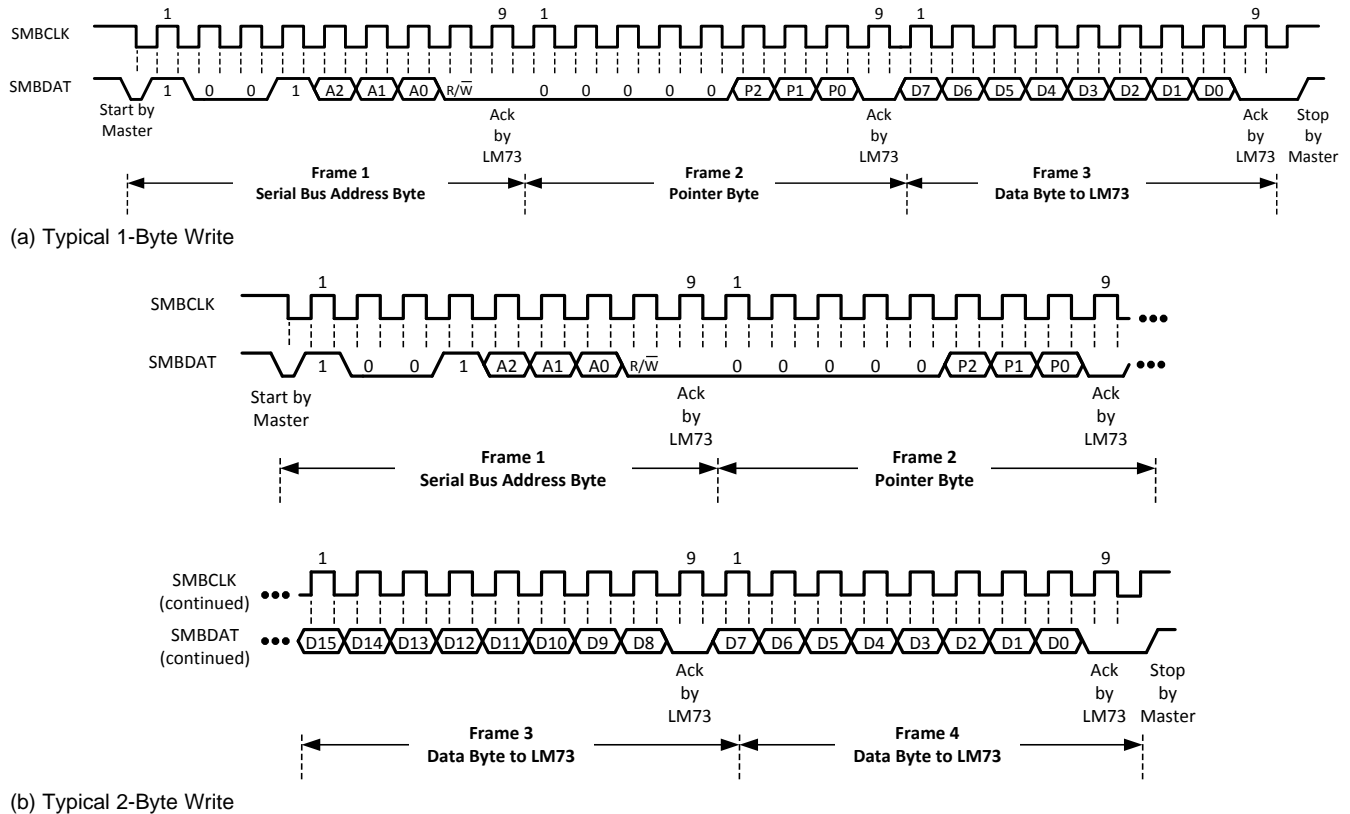 1 9 1 9 1 9
SMBCLK
SMBDAT
1 0 0 1 A2 A1 A0 R/W̅ 0 0 0 0 0 P2 P1 P0 D7 D6 D5 D4 D3 D2 D1 D0
Start by
Master
Ack
by
LM73
Ack
by
LM73
Ack
by
LM73
Stop
by
Master
Frame 1
Serial Bus Address Byte
Frame 2
Pointer Byte
Frame 3
Data Byte to LM73
(a) Typical 1-Byte Write
1 9 1 9
SMBCLK
SMBDAT
1 0 0 1 A2 A1 A0 R/W̅ 0 0 0 0 0 P2 P1 P0
Start by
Master
Ack
by
LM73
Ack
by
LM73
Frame 1
Serial Bus Address Byte
Frame 2
Pointer Byte
1 9 1 9
SMBCLK
(continued)
SMBDAT
(continued)
D15 D14 D13 D12 D11 D10 D9 D8 D7 D6 D5 D4 D3 D2 D1 D0
Ack
by
LM73
Ack
by
LM73
Stop
by
Master
Frame 3
Data Byte to LM73
Frame 4
Data Byte to LM73
(b) Typical 2-Byte Write